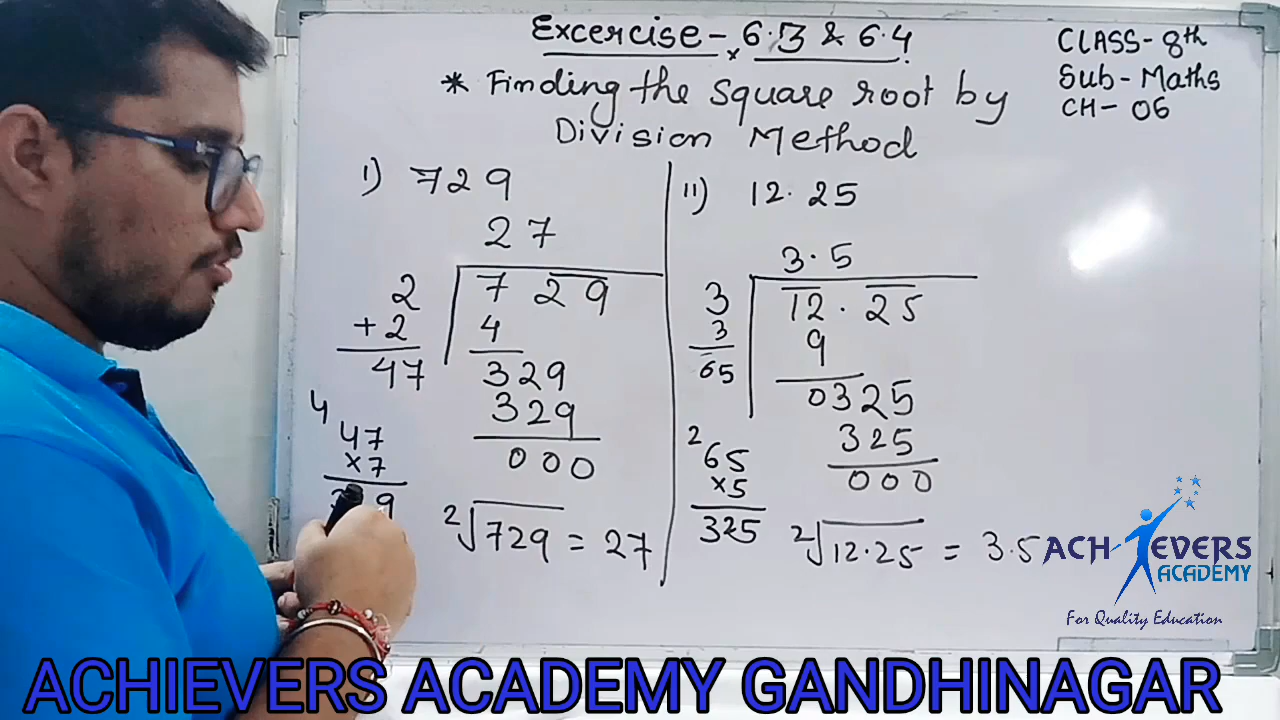 Excercise - 6.3 & 6.4
* Finding the square root by
Division Method
CLASS- 8th
Sub- Maths
CH- 06
I) 729
27
2
7 29
+2
4
47
329
329
000
4
47
×7
9
2√729 = 27
II) 12.25
3.5
3
12.25
3
9
65
0325
325
000
2
65
×5
325
2√12.25 = 3.5
ACHIEVERS
ACADEMY
For Quality Education
ACHIEVERS ACADEMY GANDHINAGAR